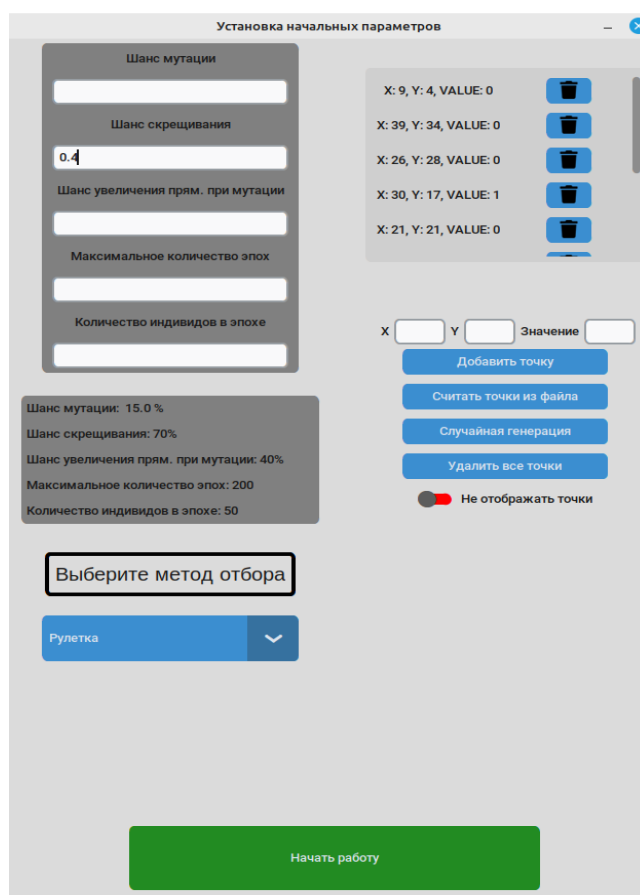 Установка начальных параметров
Шанс мутации
Шанс скрещивания
0.4
Шанс увеличения прям. при мутации
Максимальное количество эпох
Количество индивидов в эпохе
Шанс мутации: 15.0 %
Шанс скрещивания: 70%
Шанс увеличения прям. при мутации: 40%
Максимальное количество эпох: 200
Количество индивидов в эпохе: 50
Выберите метод отбора
Рулетка
X: 9, Y: 4, VALUE: 0
X: 39, Y: 34, VALUE: 0
X: 26, Y: 28, VALUE: 0
X: 30, Y: 17, VALUE: 1
X: 21, Y: 21, VALUE: 0
X Y Значение
Добавить точку
Считать точки из файла
Случайная генерация
Удалить все точки
Не отображать точки
Начать работу